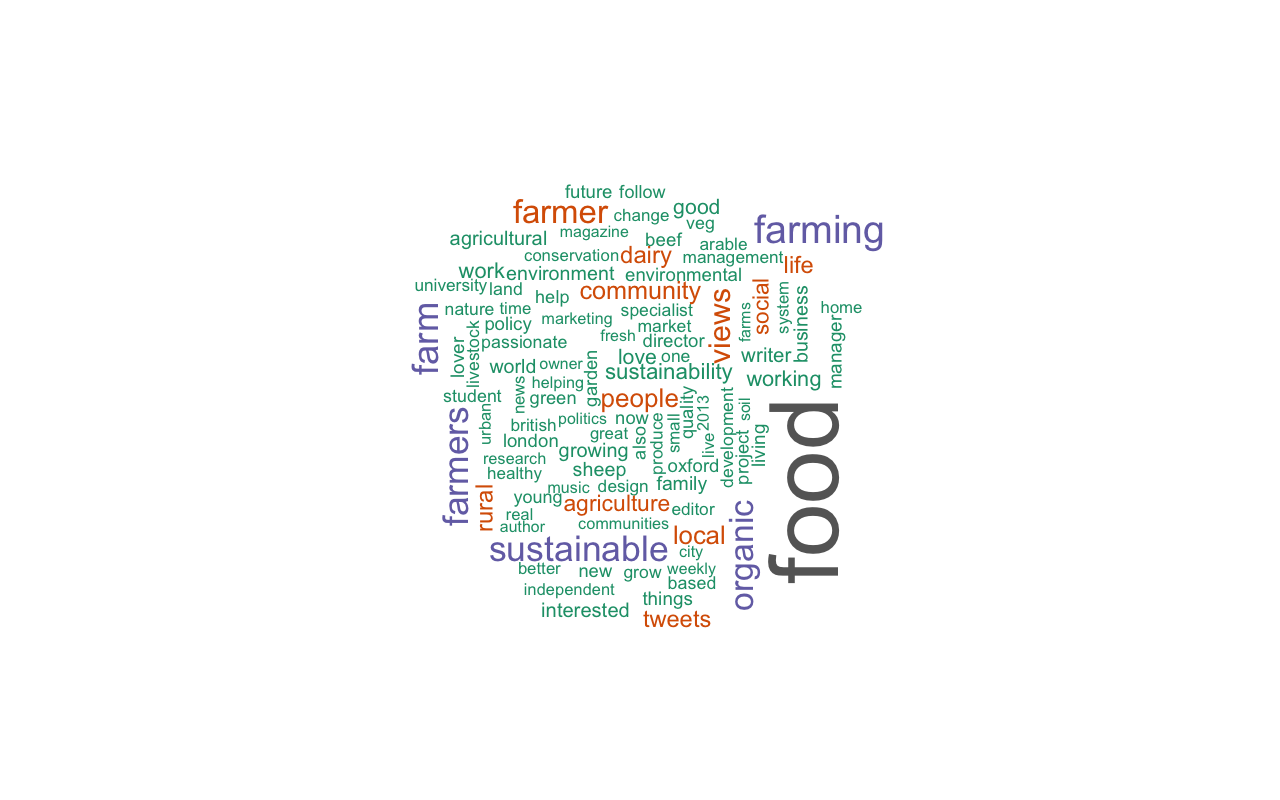 future follow
farmer change good
magazine veg
agricultural beef arable farming
conservation dairy management life
work environment environmental
university land help community
nature time specialist views social system business home
farm policy marketing market farms manager
passionate fresh director
lover livestock love one writer
world owner sustainability working
helping garden
student news green people
urban british politics now quality 2013 development soil food
london great also produce small live project living
farmers growing
research sheep oxford
healthy music design family
rural young agriculture editor organic
real
author communities
sustainable local
city
better new grow weekly
independent based
interested things
tweets